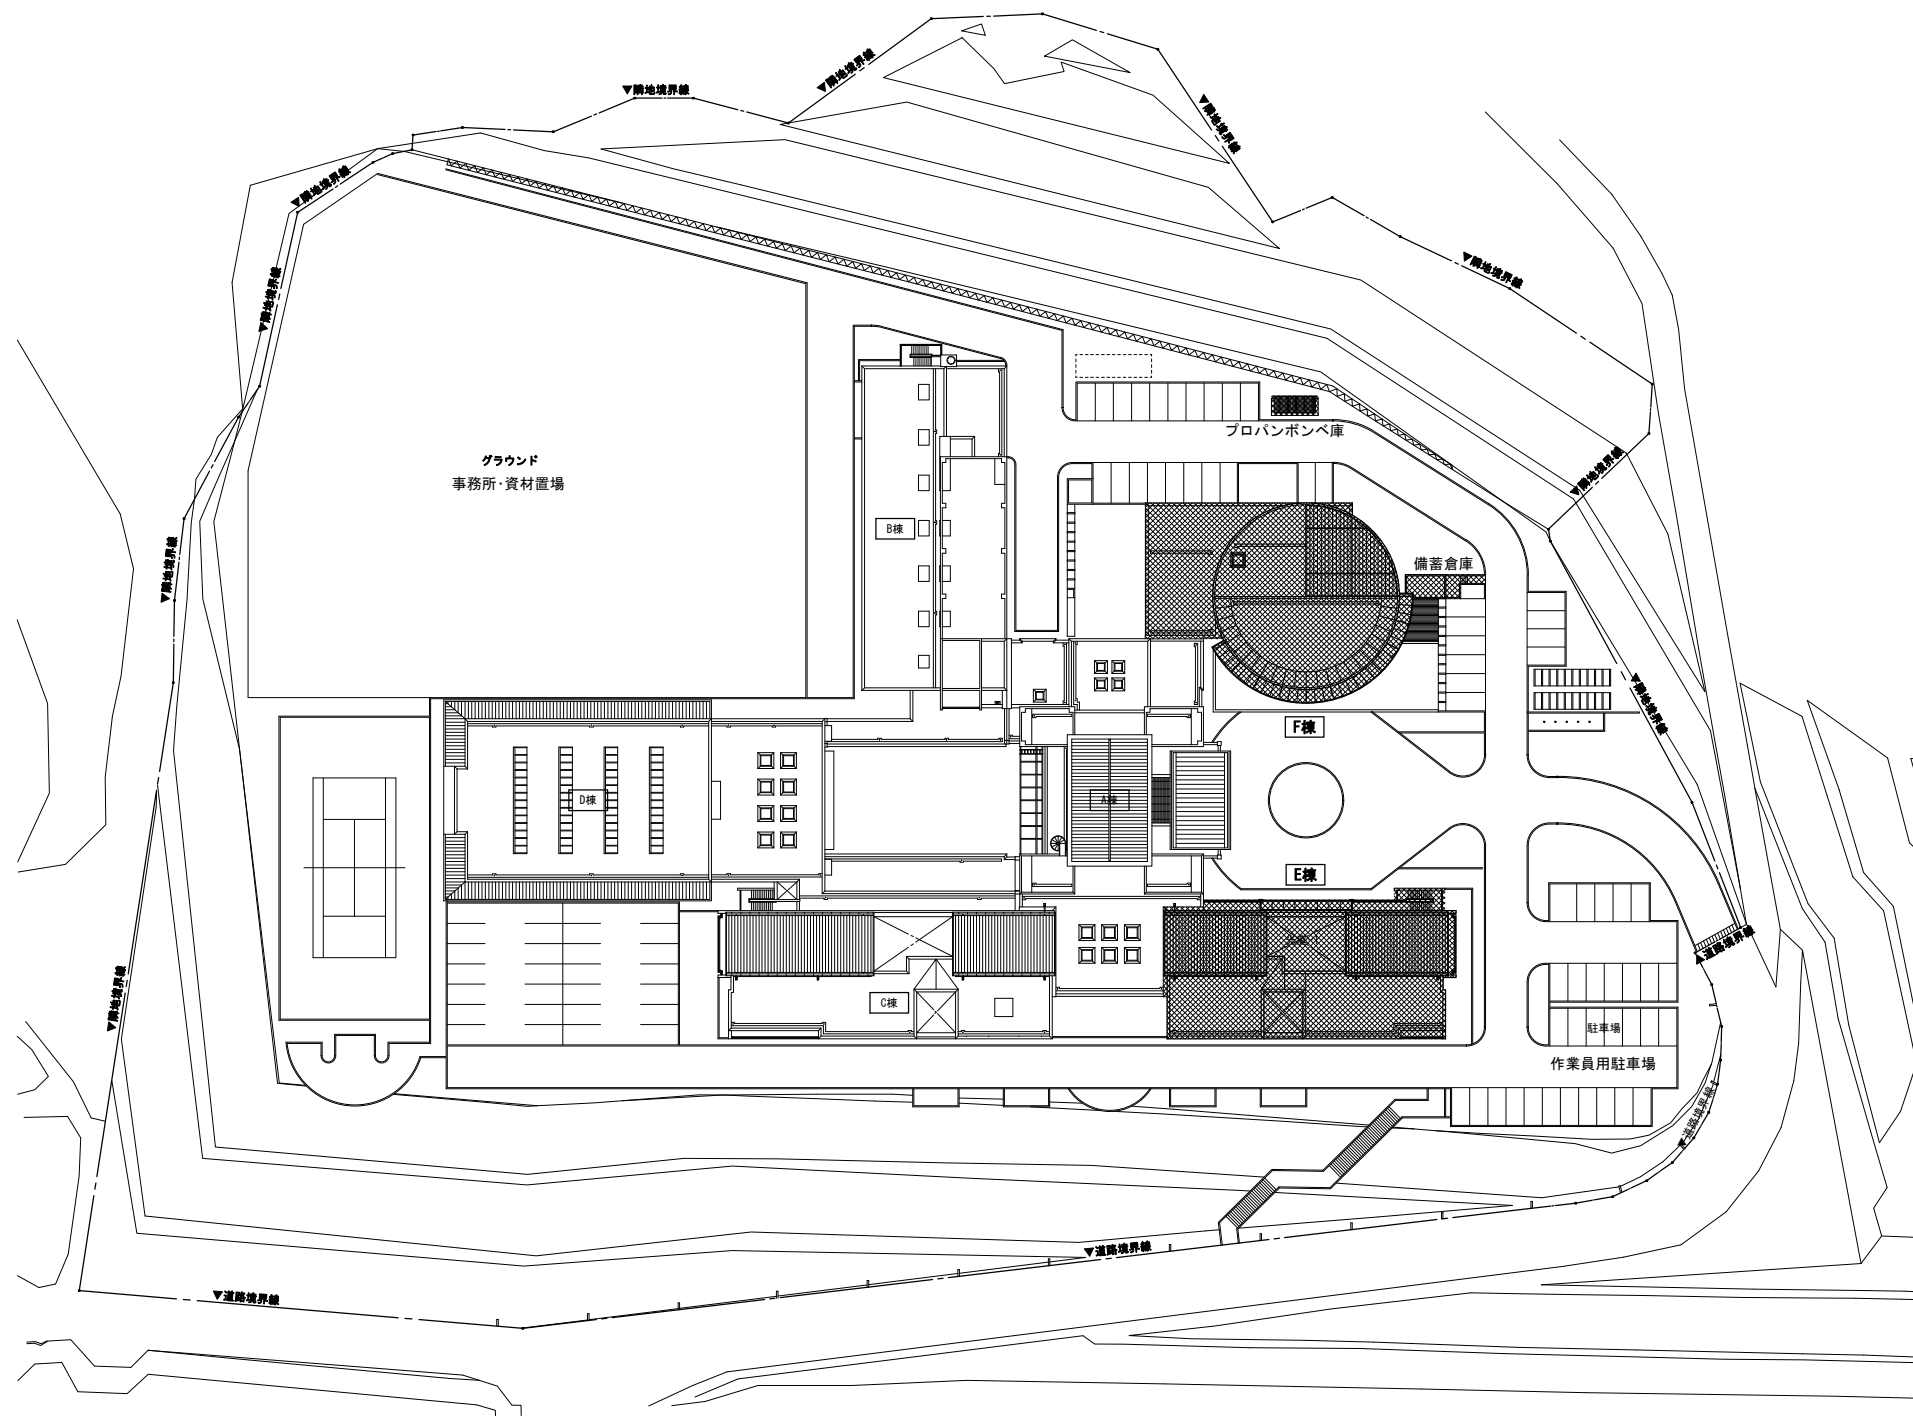 ▼隣地境界線
▼隣地境界線
▼隣地境界線
▼隣地境界線
▼隣地境界線
▼隣地境界線
プロパンボンベ庫
グラウンド
事務所・資材置場
▼隣地境界線
B棟
▼隣地境界線
備蓄倉庫
▼隣地境界線
F棟
D棟
A棟
E棟
▲道路境界線
▼隣地境界線
C棟
駐車場
作業員用駐車場
▼道路境界線
▼道路境界線
▼道路境界線